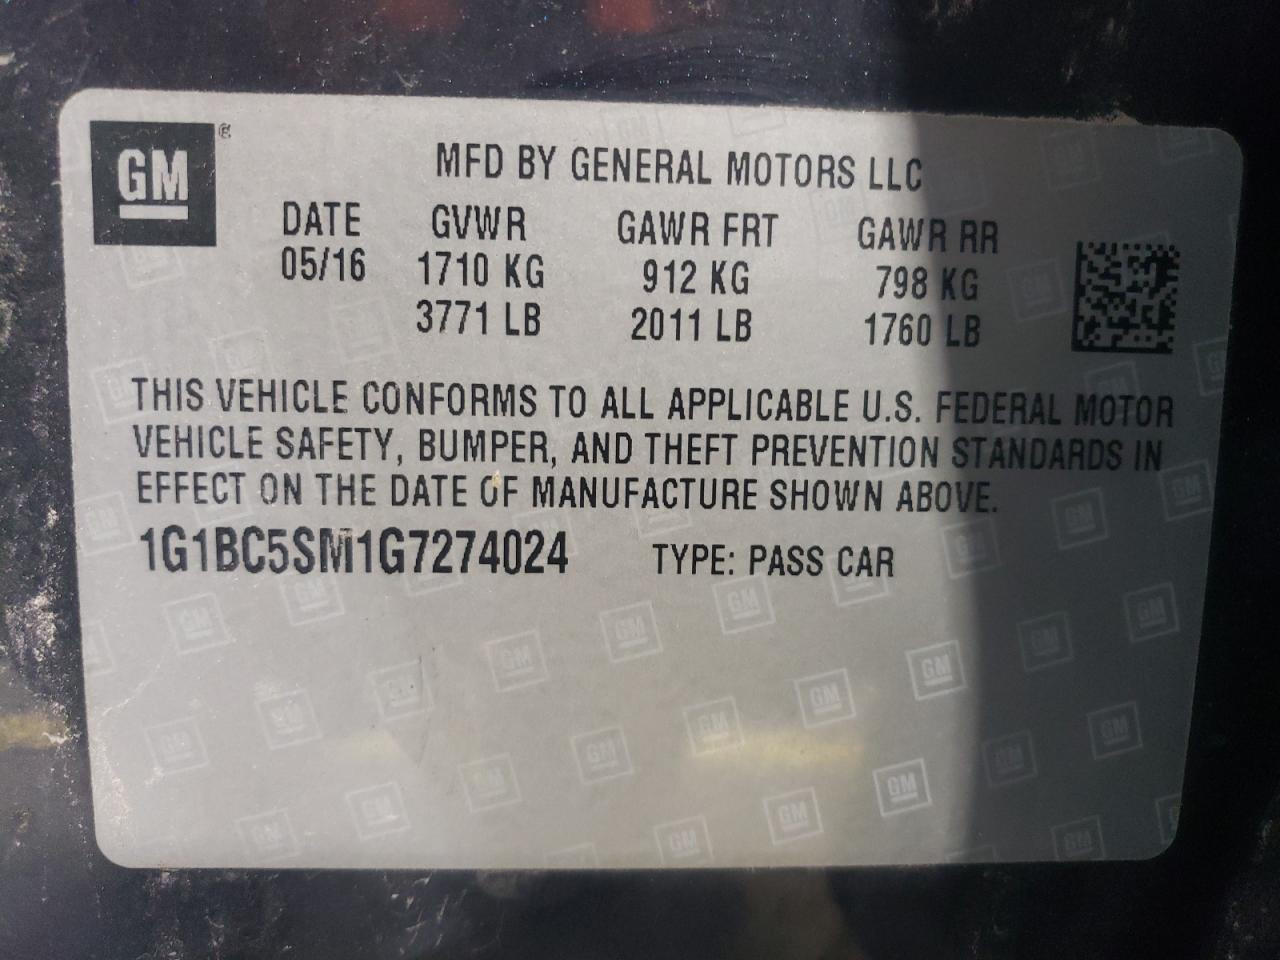 GM ®
MFD BY GENERAL MOTORS LLC
DATE GVWR GAWR FRT GAWR RR
05/16 1710 KG 912 KG 798 KG
3771 LB 2011 LB 1760 LB
THIS VEHICLE CONFORMS TO ALL APPLICABLE U.S. FEDERAL MOTOR
VEHICLE SAFETY, BUMPER, AND THEFT PREVENTION STANDARDS IN
EFFECT ON THE DATE OF MANUFACTURE SHOWN ABOVE.
1G1BC5SM1G7274024 TYPE: PASS CAR